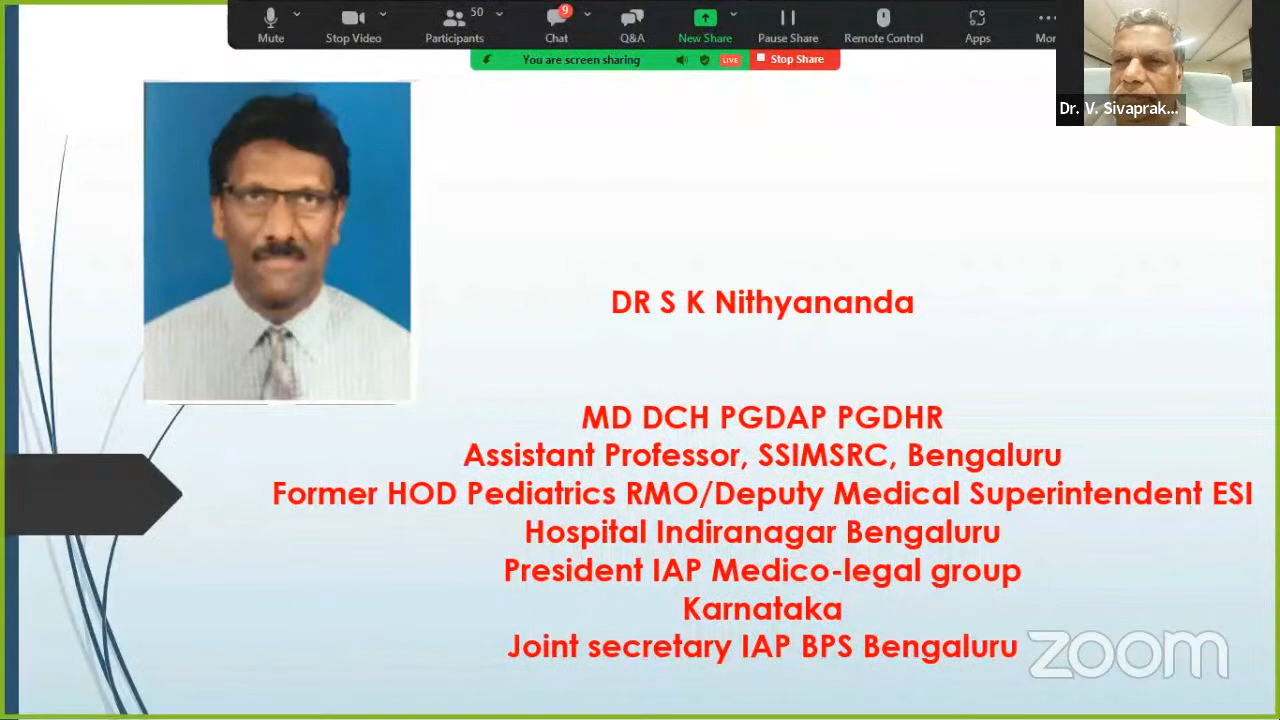 50
9
Mute
Stop Video
Participants
Chat
Q&A
New Share
Pause Share
Remote Control
Apps
Mor
You are screen sharing
LIVE
Stop Share
Dr. V. Sivaprak...
DR S K Nithyananda
MD DCH PGDAP PGDHR
Assistant Professor, SSIMSRC, Bengaluru
Former HOD Pediatrics RMO/Deputy Medical Superintendent ESI
Hospital Indiranagar Bengaluru
President IAP Medico-legal group
Karnataka
Joint secretary IAP BPS Bengaluru
zoom